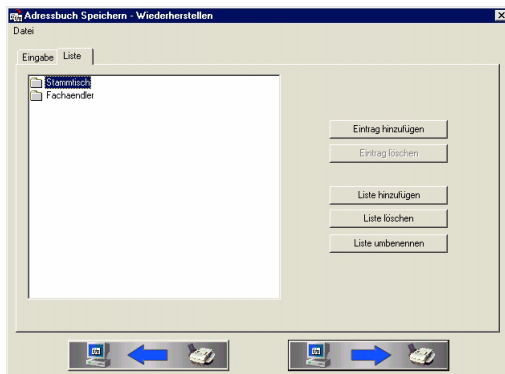 Adressbuch Speichern - Wiederherstellen
Datei
Eingabe Liste
Stammtisch
Fachaendler
Eintrag hinzufügen
Eintrag löschen
Liste hinzufügen
Liste löschen
Liste umbenennen